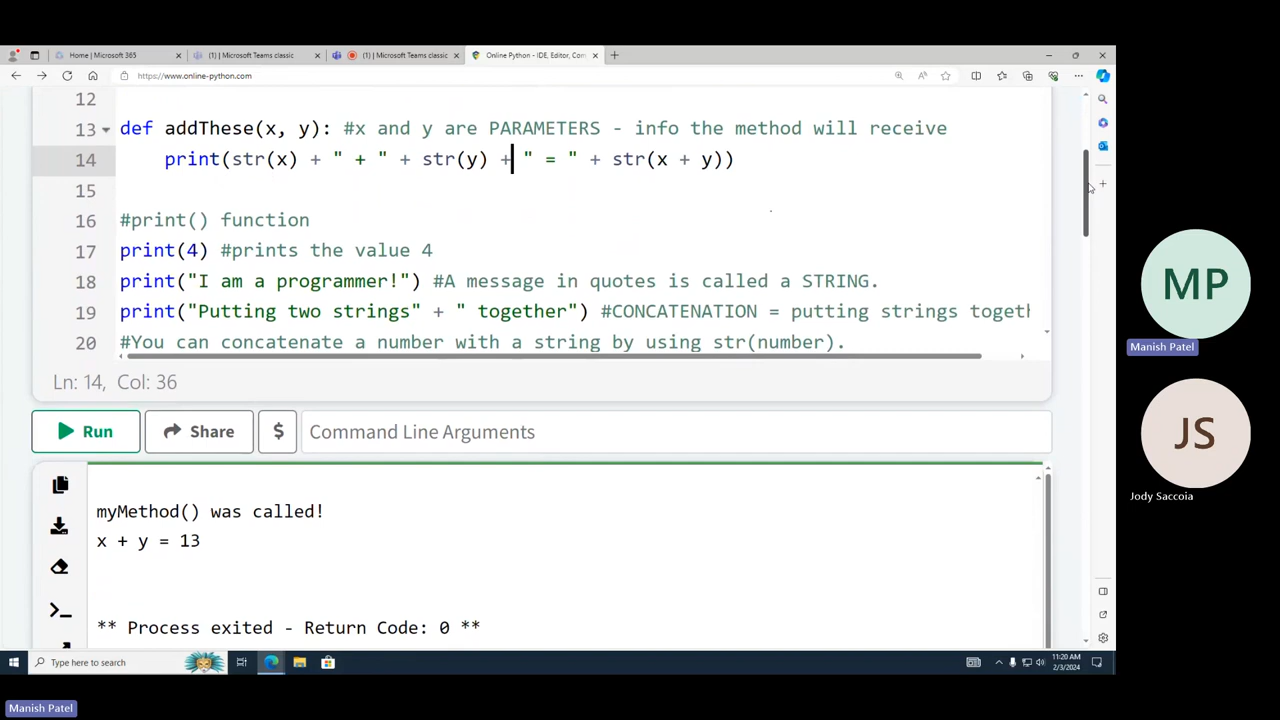 Home | Microsoft 365
(1) | Microsoft Teams classic
(1) | Microsoft Teams classic
Online Python - IDE, Editor, Com
https://www.online-python.com
12
13 def addThese(x, y): #x and y are PARAMETERS - info the method will receive
14 print(str(x) + " + " + str(y) + " = " + str(x + y))
15
16 #print() function
17 print(4) #prints the value 4
18 print("I am a programmer!") #A message in quotes is called a STRING.
19 print("Putting two strings" + " together") #CONCATENATION = putting strings togeth
20 #You can concatenate a number with a string by using str(number).
Ln: 14, Col: 36
Run
Share
$
Command Line Arguments
myMethod() was called!
x + y = 13
** Process exited - Return Code: 0 **
MP
Manish Patel
JS
Jody Saccoia
Type here to search
11:20 AM
2/3/2024
Manish Patel